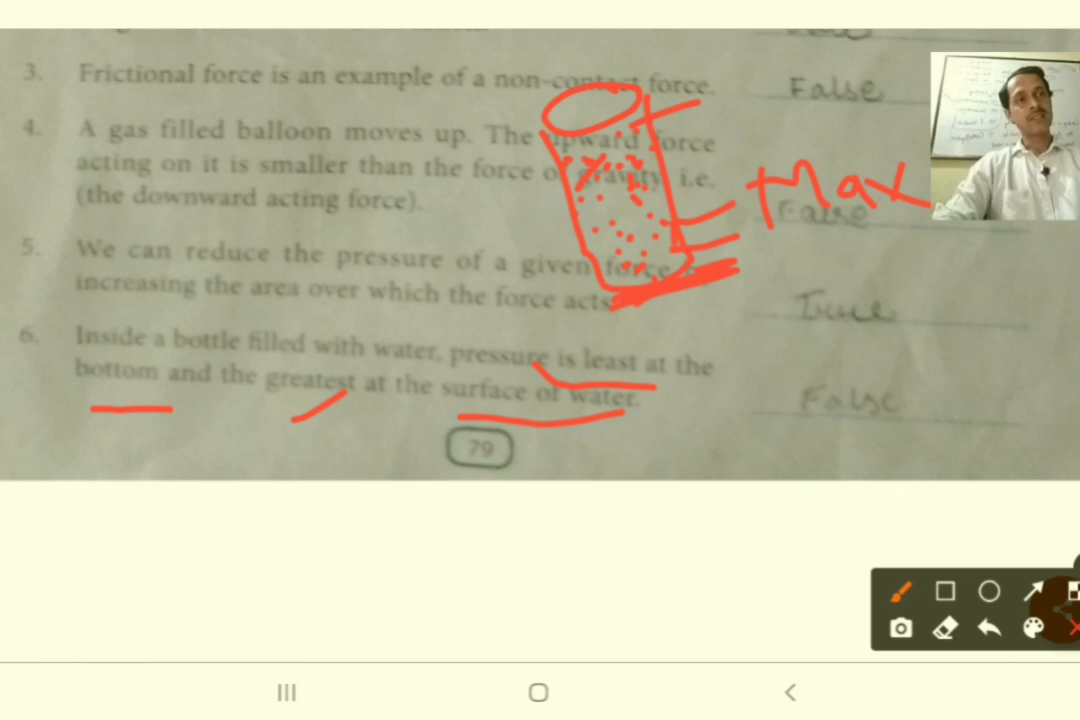 3. Frictional force is an example of a non-contact force. False
4. A gas filled balloon moves up. The upward force
acting on it is smaller than the force of gravity i.e.
(the downward acting force). False
Max
5. We can reduce the pressure of a given force
increasing the area over which the force acts. True
6. Inside a bottle filled with water, pressure is least at the
bottom and the greatest at the surface of water. False
79